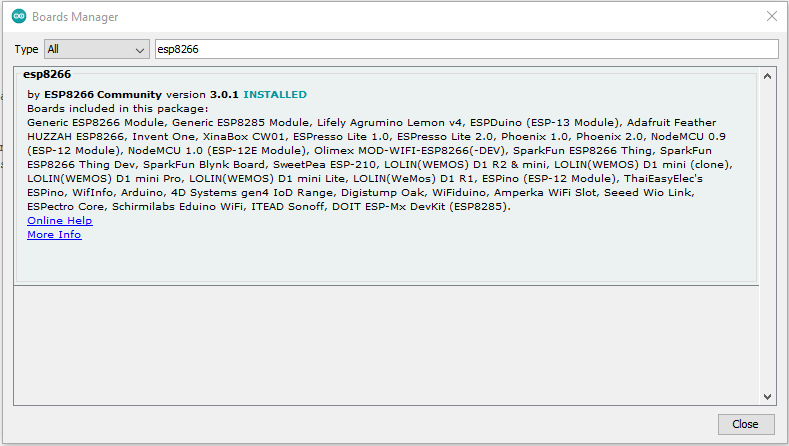 Boards Manager
Type All esp8266
esp8266
by ESP8266 Community version 3.0.1 INSTALLED
Boards included in this package:
Generic ESP8266 Module, Generic ESP8285 Module, Lifely Agrumino Lemon v4, ESPDuino (ESP-13 Module), Adafruit Feather
HUZZAH ESP8266, Invent One, XinaBox CW01, ESPresso Lite 1.0, ESPresso Lite 2.0, Phoenix 1.0, Phoenix 2.0, NodeMCU 0.9
(ESP-12 Module), NodeMCU 1.0 (ESP-12E Module), Olimex MOD-WIFI-ESP8266(-DEV), SparkFun ESP8266 Thing, SparkFun
ESP8266 Thing Dev, SparkFun Blynk Board, SweetPea ESP-210, LOLIN(WEMOS) D1 R2 & mini, LOLIN(WEMOS) D1 mini (clone),
LOLIN(WEMOS) D1 mini Pro, LOLIN(WEMOS) D1 mini Lite, LOLIN(WeMos) D1 R1, ESPino (ESP-12 Module), ThaiEasyElec's
ESPino, WifInfo, Arduino, 4D Systems gen4 IoD Range, Digistump Oak, WiFiduino, Amperka WiFi Slot, Seeed Wio Link,
ESPectro Core, Schirmilabs Eduino WiFi, ITEAD Sonoff, DOIT ESP-Mx DevKit (ESP8285).
Online Help
More Info
Close